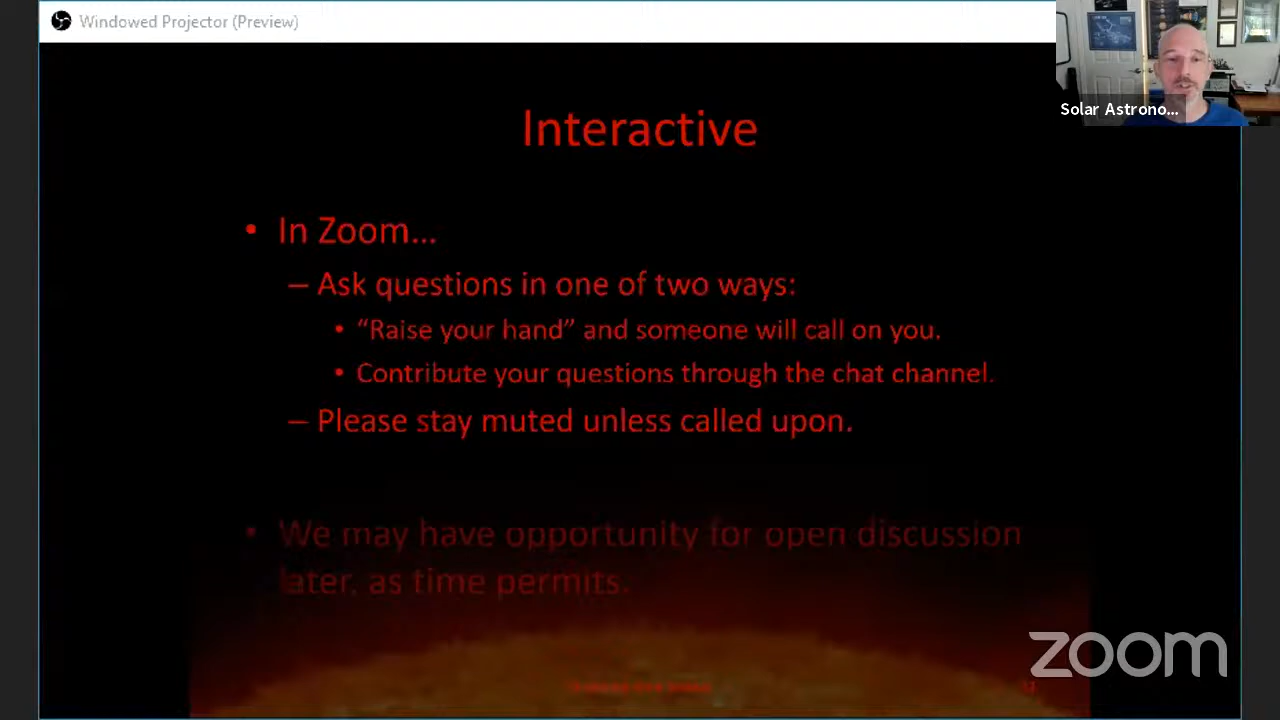 Windowed Projector (Preview)
Solar Astrono...
Interactive
• In Zoom...
– Ask questions in one of two ways:
• “Raise your hand” and someone will call on you.
• Contribute your questions through the chat channel.
– Please stay muted unless called upon.
• We may have opportunity for open discussion
later, as time permits.
zoom